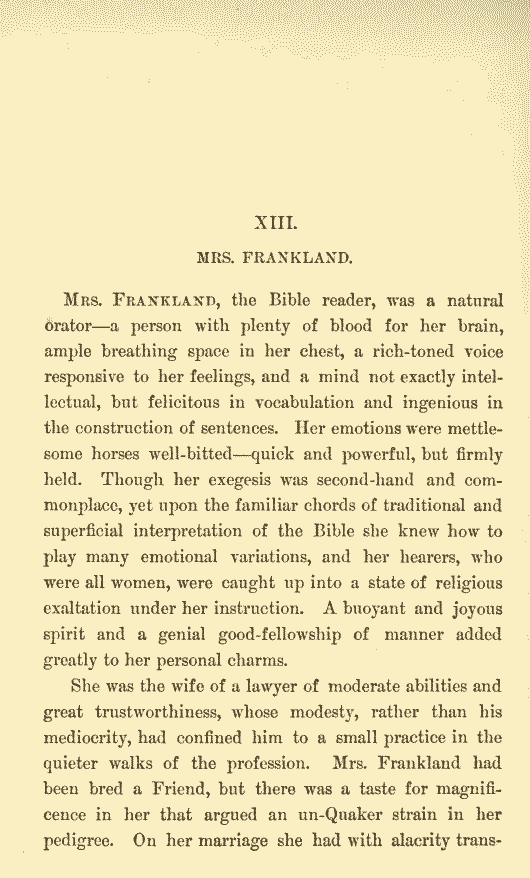 XIII.
MRS. FRANKLAND.
Mrs. Frankland, the Bible reader, was a natural
orator—a person with plenty of blood for her brain,
ample breathing space in her chest, a rich-toned voice
responsive to her feelings, and a mind not exactly intel-
lectual, but felicitous in vocabulation and ingenious in
the construction of sentences. Her emotions were mettle-
some horses well-bitted—quick and powerful, but firmly
held. Though her exegesis was second-hand and com-
monplace, yet upon the familiar chords of traditional and
superficial interpretation of the Bible she knew how to
play many emotional variations, and her hearers, who
were all women, were caught up into a state of religious
exaltation under her instruction. A buoyant and joyous
spirit and a genial good-fellowship of manner added
greatly to her personal charms.
She was the wife of a lawyer of moderate abilities and
great trustworthiness, whose modesty, rather than his
mediocrity, had confined him to a small practice in the
quieter walks of the profession. Mrs. Frankland had
been bred a Friend, but there was a taste for magnifi-
cence in her that argued an un-Quaker strain in her
pedigree. On her marriage she had with alacrity trans-